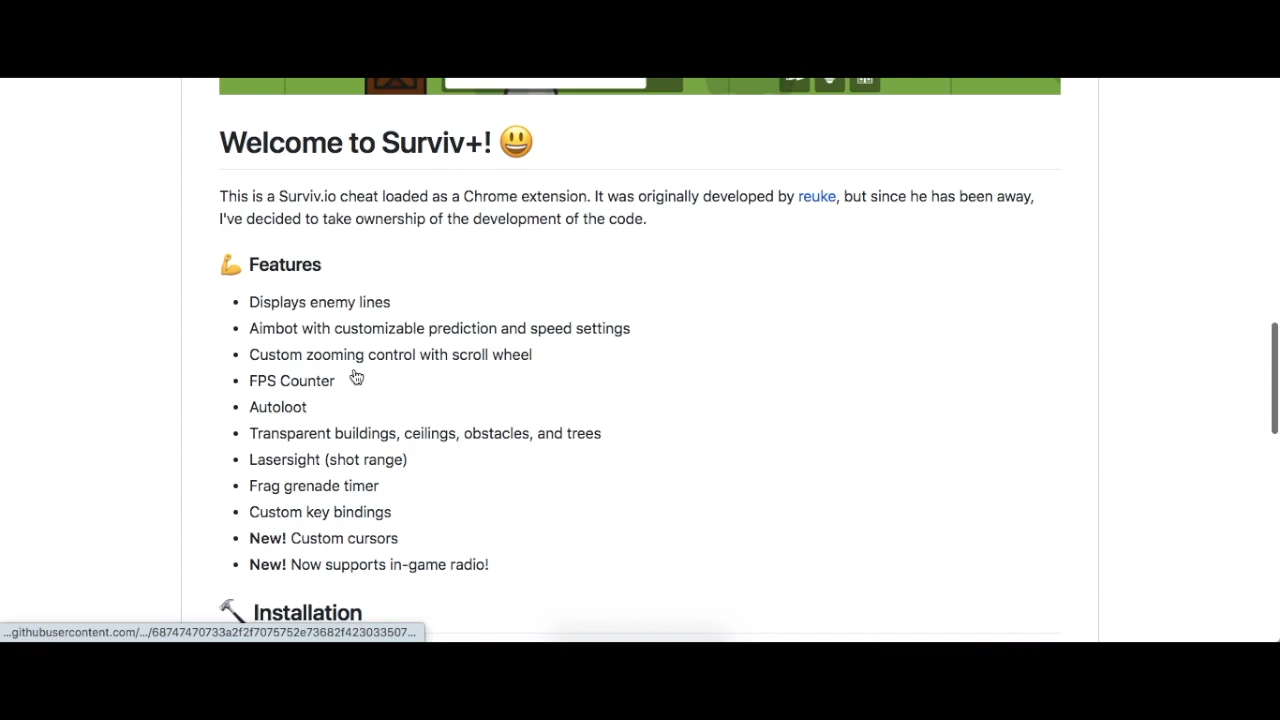 Welcome to Surviv+! 😃
This is a Surviv.io cheat loaded as a Chrome extension. It was originally developed by reuke, but since he has been away,
I've decided to take ownership of the development of the code.
💪 Features
• Displays enemy lines
• Aimbot with customizable prediction and speed settings
• Custom zooming control with scroll wheel
• FPS Counter
• Autoloot
• Transparent buildings, ceilings, obstacles, and trees
• Lasersight (shot range)
• Frag grenade timer
• Custom key bindings
• New! Custom cursors
• New! Now supports in-game radio!
🔨 Installation
...githubusercontent.com/.../68747470733a2f2f7075752e73682f423033507...